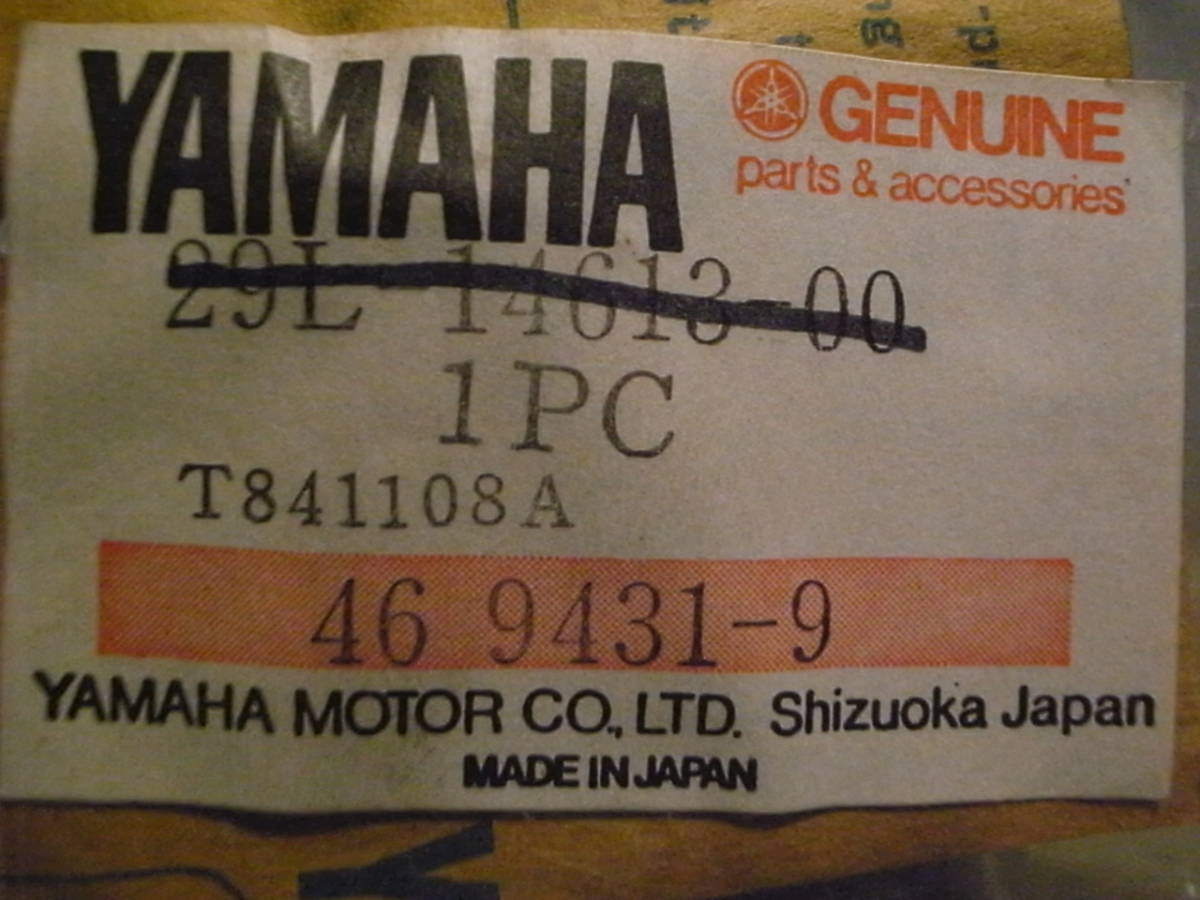 YAMAHA
GENUINE
parts & accessories
29L-14613-00
1PC
T841108A
46 9431-9
YAMAHA MOTOR CO., LTD. Shizuoka Japan
MADE IN JAPAN